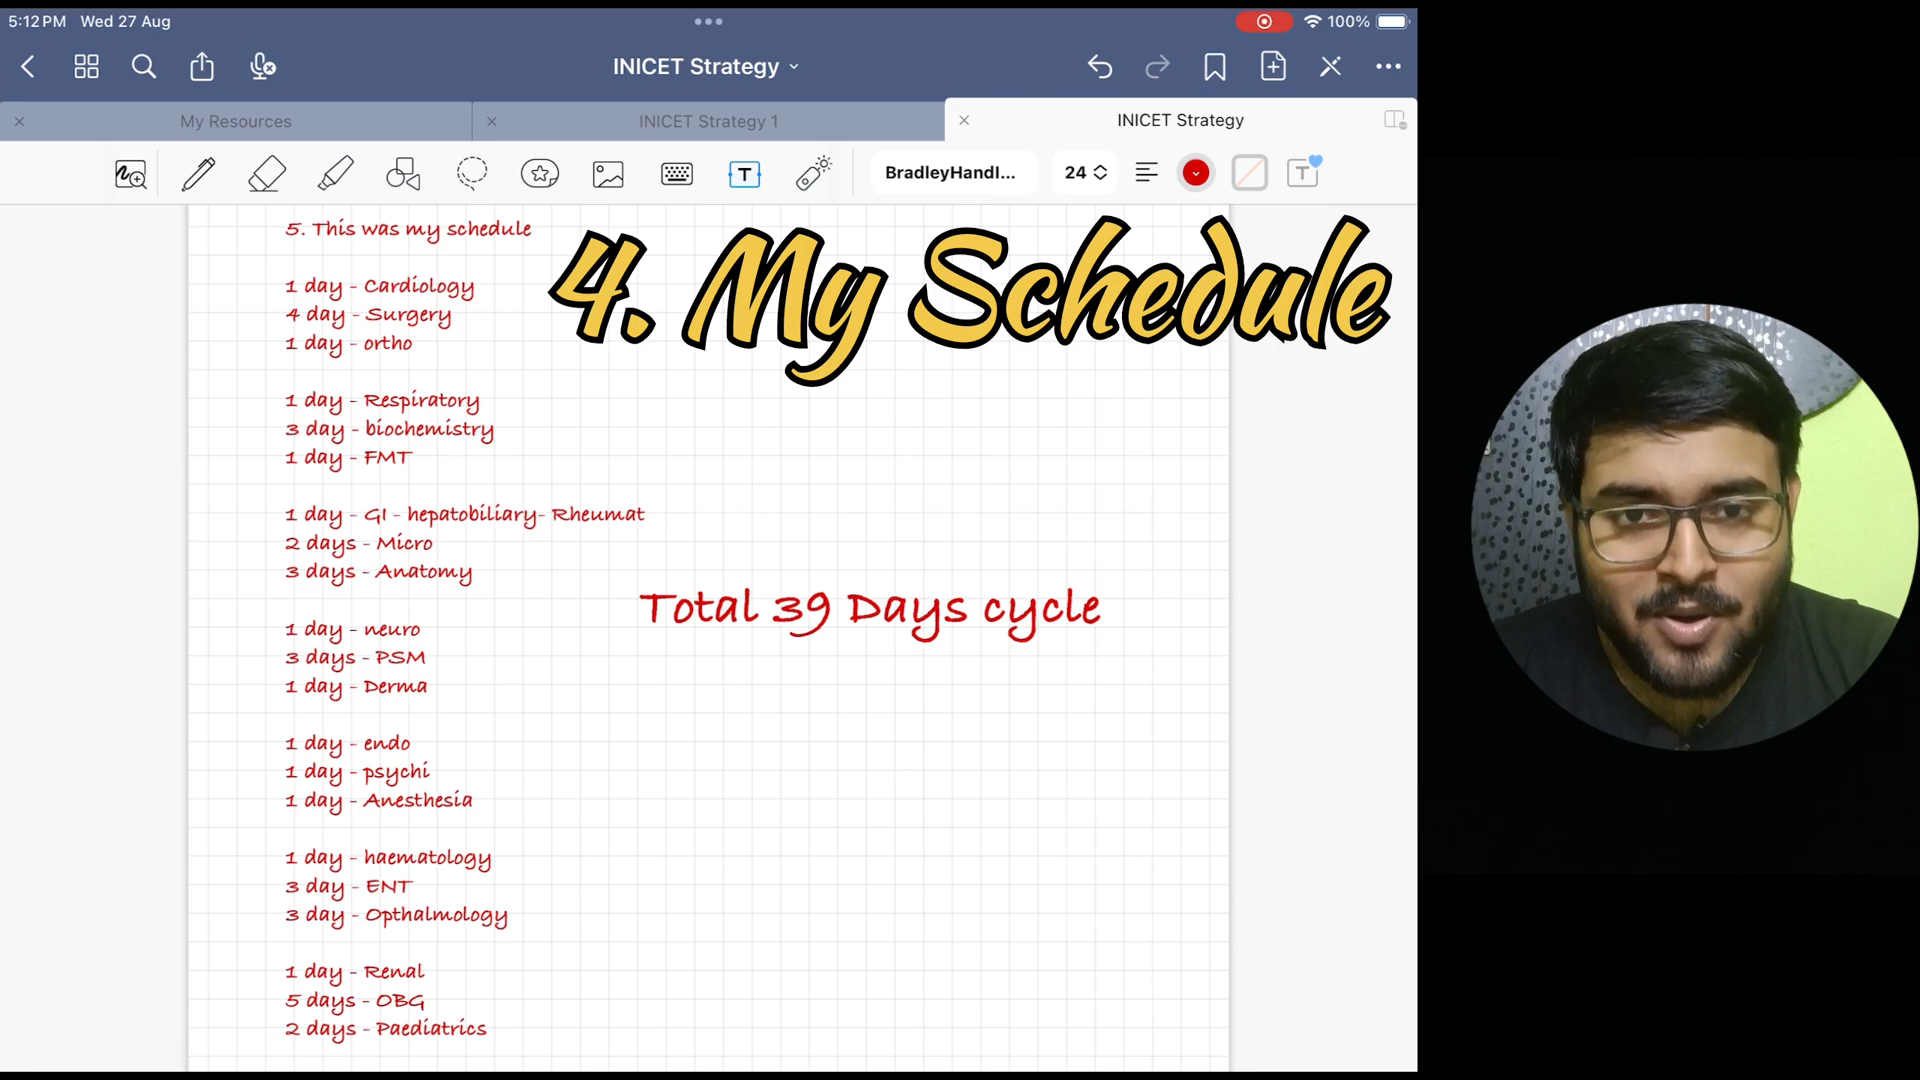 5:12 PM Wed 27 Aug
100%
INICET Strategy
My Resources
INICET Strategy 1
INICET Strategy
BradleyHandI...
24
5. This was my schedule
4. My Schedule
1 day - Cardiology
4 day - Surgery
1 day - ortho
1 day - Respiratory
3 day - biochemistry
1 day - FMT
1 day - GI - hepatobiliary- Rheumat
2 days - Micro
3 days - Anatomy
Total 39 Days cycle
1 day - neuro
3 days - PSM
1 day - Derma
1 day - endo
1 day - psychi
1 day - Anesthesia
1 day - haematology
3 day - ENT
3 day - Opthalmology
1 day - Renal
5 days - OBG
2 days - Paediatrics